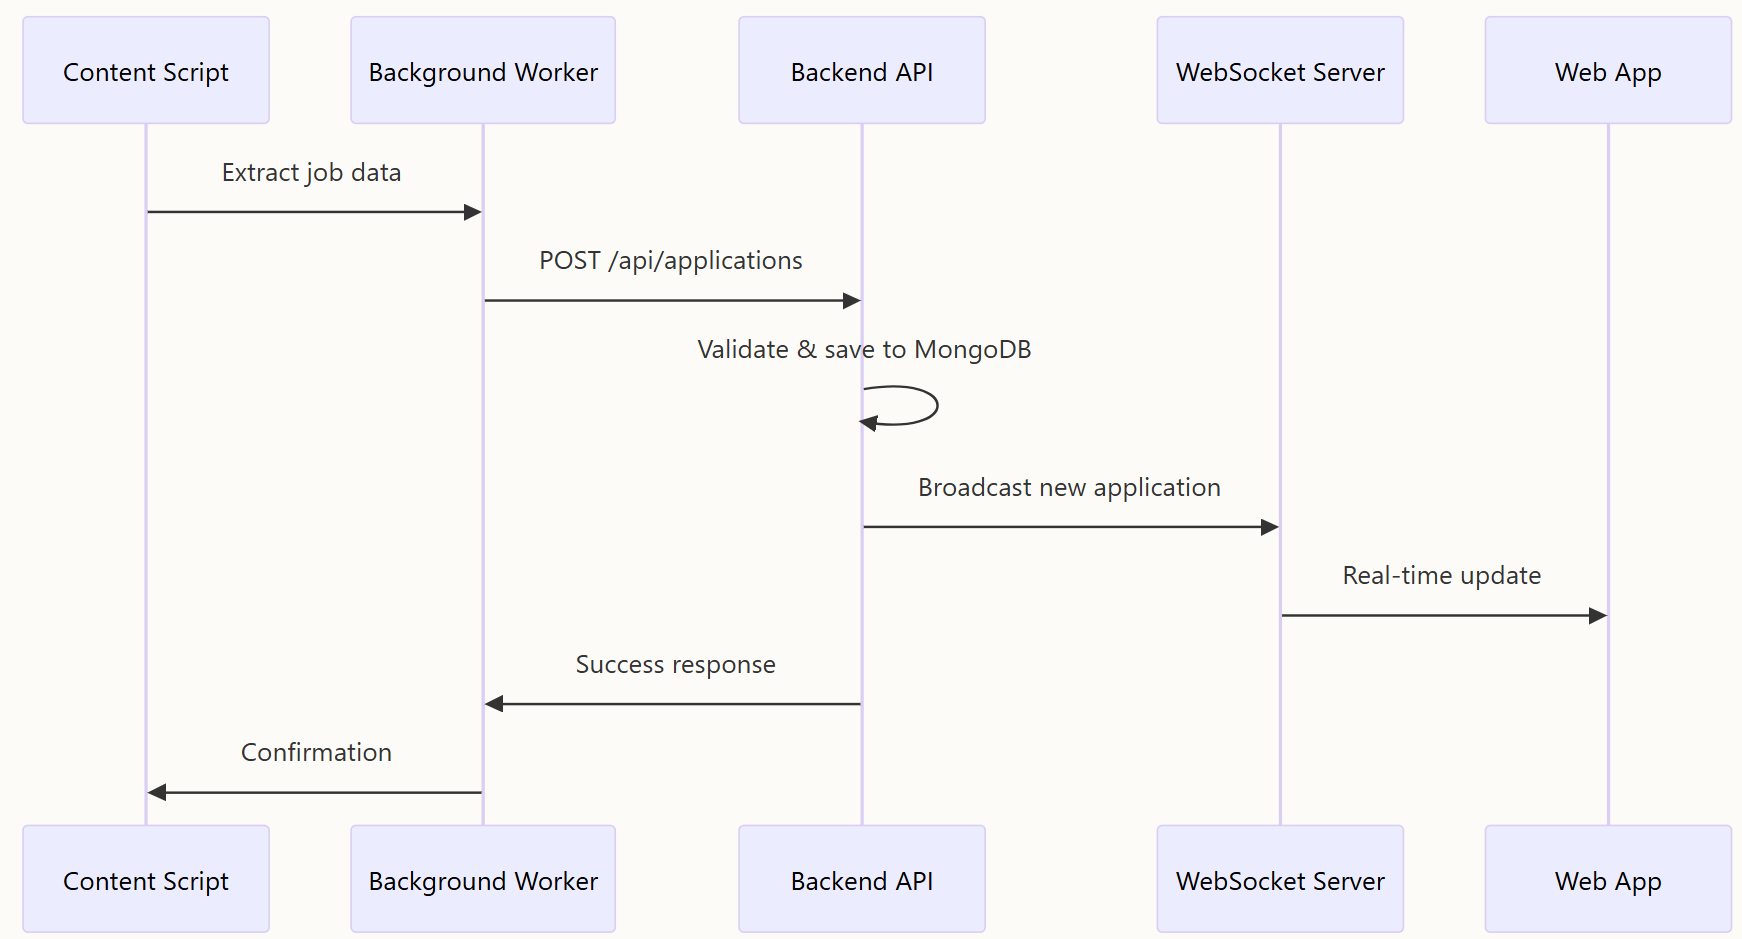 Content Script
Background Worker
Backend API
WebSocket Server
Web App
Extract job data
POST /api/applications
Validate & save to MongoDB
Broadcast new application
Real-time update
Success response
Confirmation
Content Script
Background Worker
Backend API
WebSocket Server
Web App